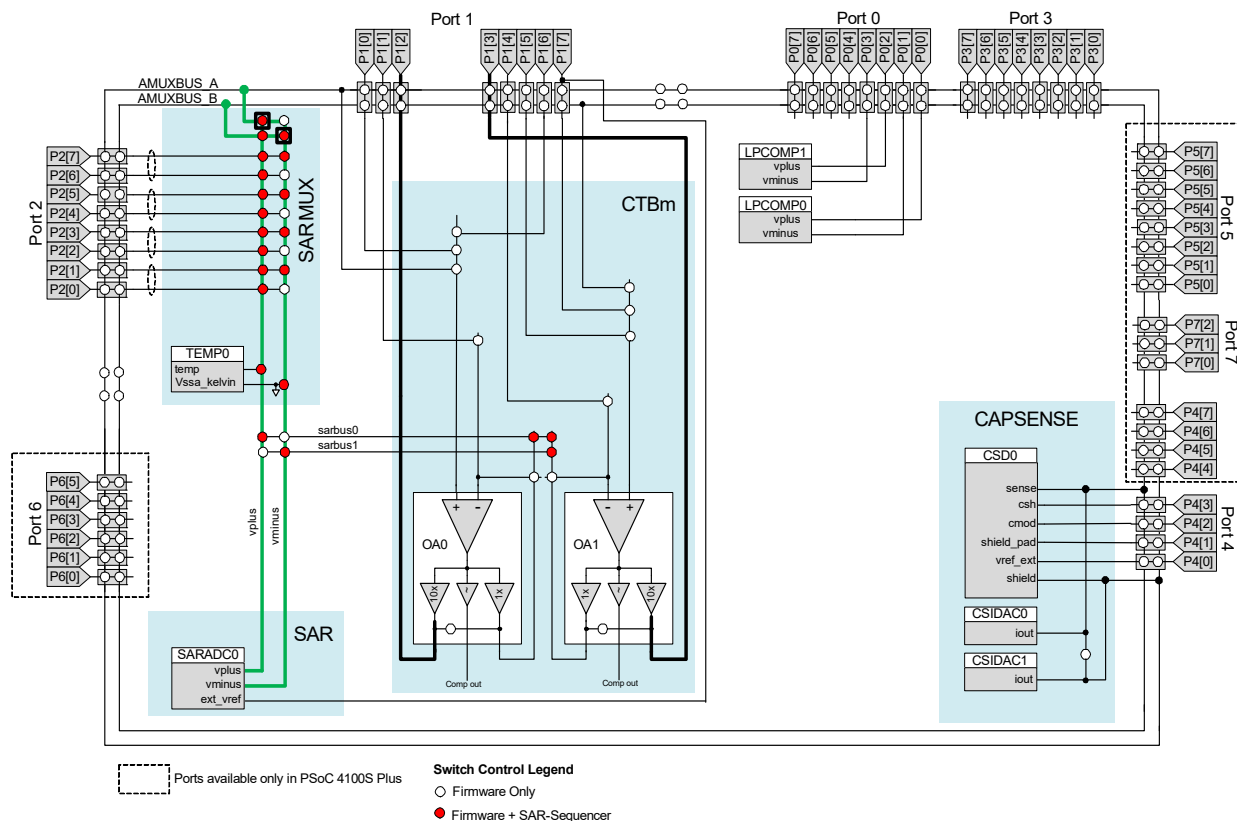 Port 1
Port 0
Port 3
P1[0]
P1[1]
P1[2]
P1[3]
P1[4]
P1[5]
P1[6]
P1[7]
P0[7]
P0[6]
P0[5]
P0[4]
P0[3]
P0[2]
P0[1]
P0[0]
P3[7]
P3[6]
P3[5]
P3[4]
P3[3]
P3[2]
P3[1]
P3[0]
AMUXBUS_A
AMUXBUS_B
Port 2
P2[7]
P2[6]
P2[5]
P2[4]
P2[3]
P2[2]
P2[1]
P2[0]
SARMUX
TEMP0
temp
Vssa_kelvin
CTBm
LPCOMP1
vplus
vminus
LPCOMP0
vplus
vminus
P5[7]
P5[6]
P5[5]
P5[4]
P5[3]
P5[2]
P5[1]
P5[0]
Port 5
P7[2]
P7[1]
P7[0]
Port 7
P4[7]
P4[6]
P4[5]
P4[4]
P4[3]
P4[2]
P4[1]
P4[0]
Port 4
sarbus0
sarbus1
vplus
vminus
Port 6
P6[5]
P6[4]
P6[3]
P6[2]
P6[1]
P6[0]
+ -
OA0
10x
~
1x
Comp out
- +
OA1
1x
~
10x
Comp out
CAPSENSE
CSD0
sense
csh
cmod
shield_pad
vref_ext
shield
CSIDAC0
iout
CSIDAC1
iout
SAR
SARADC0
vplus
vminus
ext_vref
Ports available only in PSoC 4100S Plus
Switch Control Legend
Firmware Only
Firmware + SAR-Sequencer